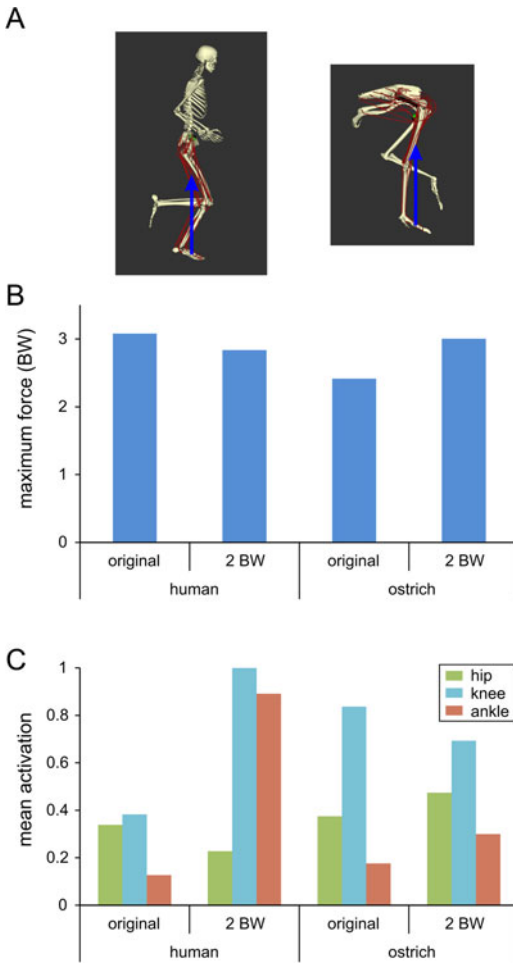 A
B
3
2
1
0
maximum force (BW)
original 2 BW original 2 BW
human ostrich
C
1
0.8
0.6
0.4
0.2
0
mean activation
hip
knee
ankle
original 2 BW original 2 BW
human ostrich